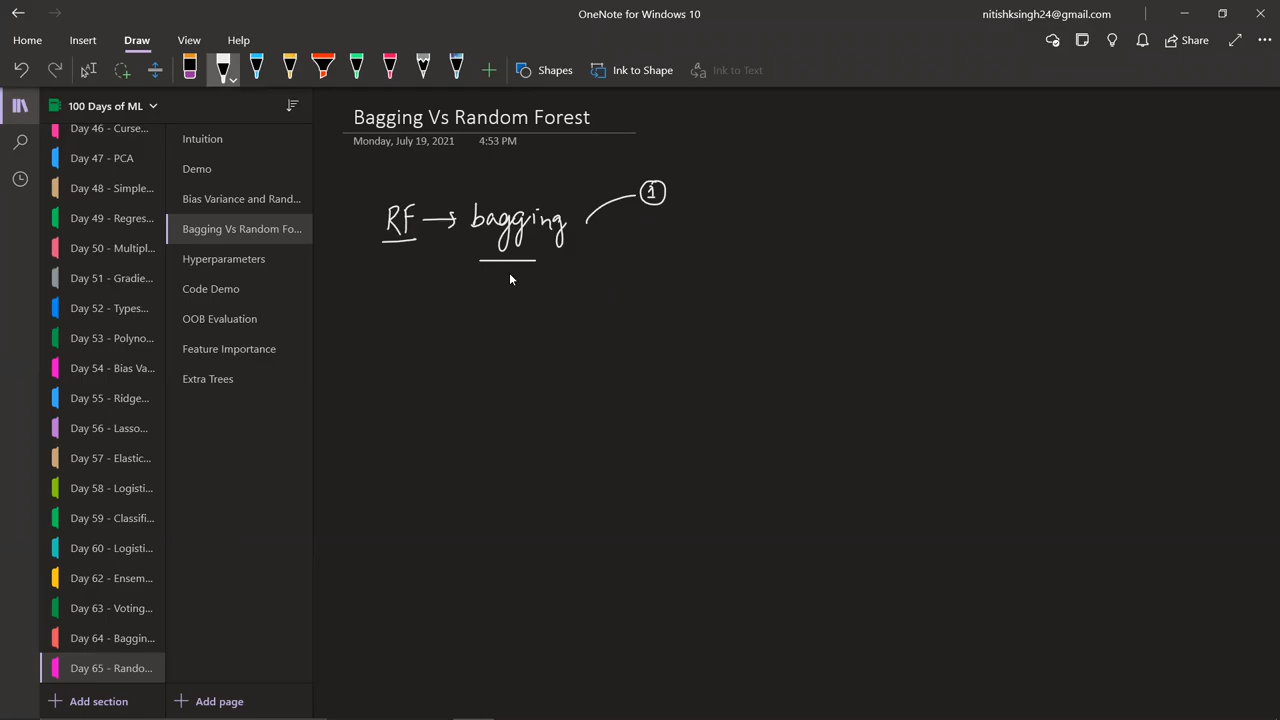 OneNote for Windows 10
nitishksingh24@gmail.com
Home Insert Draw View Help
Share
Shapes Ink to Shape Ink to Text
100 Days of ML
Day 46 - Curse...
Day 47 - PCA
Day 48 - Simple...
Day 49 - Regres...
Day 50 - Multipl...
Day 51 - Gradie...
Day 52 - Types...
Day 53 - Polyno...
Day 54 - Bias Va...
Day 55 - Ridge...
Day 56 - Lasso...
Day 57 - Elastic...
Day 58 - Logisti...
Day 59 - Classifi...
Day 60 - Logisti...
Day 62 - Ensem...
Day 63 - Voting...
Day 64 - Baggin...
Day 65 - Rando...
Add section
Intuition
Demo
Bias Variance and Rand...
Bagging Vs Random Fo...
Hyperparameters
Code Demo
OOB Evaluation
Feature Importance
Extra Trees
Add page
Bagging Vs Random Forest
Monday, July 19, 2021 4:53 PM
RF → bagging
1